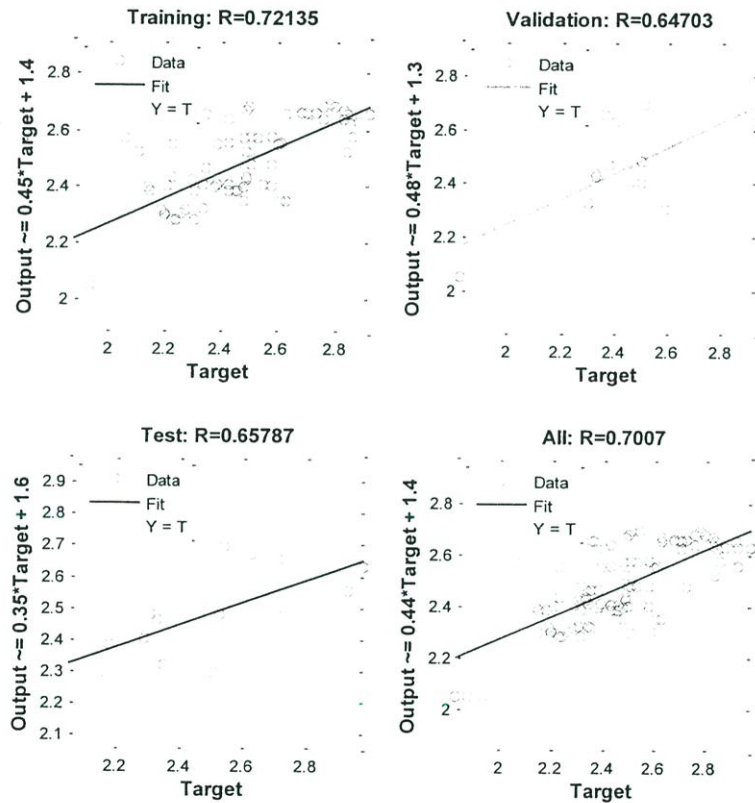 Training: R=0.72135
Output ~= 0.45*Target + 1.4
2.8
2.6
2.4
2.2
2
Data
Fit
Y = T
2 2.2 2.4 2.6 2.8
Target
Validation: R=0.64703
Output ~= 0.48*Target + 1.3
2.8
2.6
2.4
2.2
2
Data
Fit
Y = T
2 2.2 2.4 2.6 2.8
Target
Test: R=0.65787
Output ~= 0.35*Target + 1.6
2.9
2.8
2.7
2.6
2.5
2.4
2.3
2.2
2.1
Data
Fit
Y = T
2.2 2.4 2.6 2.8
Target
All: R=0.7007
Output ~= 0.44*Target + 1.4
2.8
2.6
2.4
2.2
2
Data
Fit
Y = T
2 2.2 2.4 2.6 2.8
Target